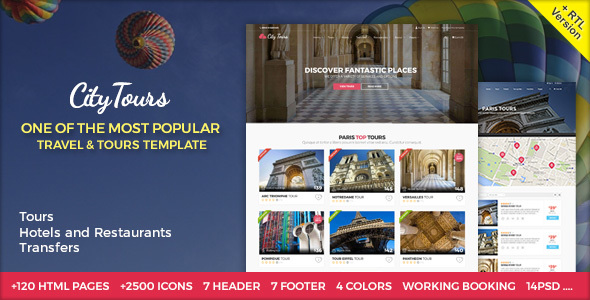 City Tours
ONE OF THE MOST POPULAR
TRAVEL & TOURS TEMPLATE
Tours
Hotels and Restaurants
Transfers
+ RTL
Version
City Tours
DISCOVER FANTASTIC PLACES
PARIS TOP TOURS
ARC TRIOMPHE TOUR
NOTREDAME TOUR
VERSAILLES TOUR
POMPIDUE TOUR
EIFFEL TOUR
PANTHEON TOUR
PARIS TOURS
+120 HTML PAGES +2500 ICONS 7 HEADER 7 FOOTER 4 COLORS WORKING BOOKING 14PSD ....